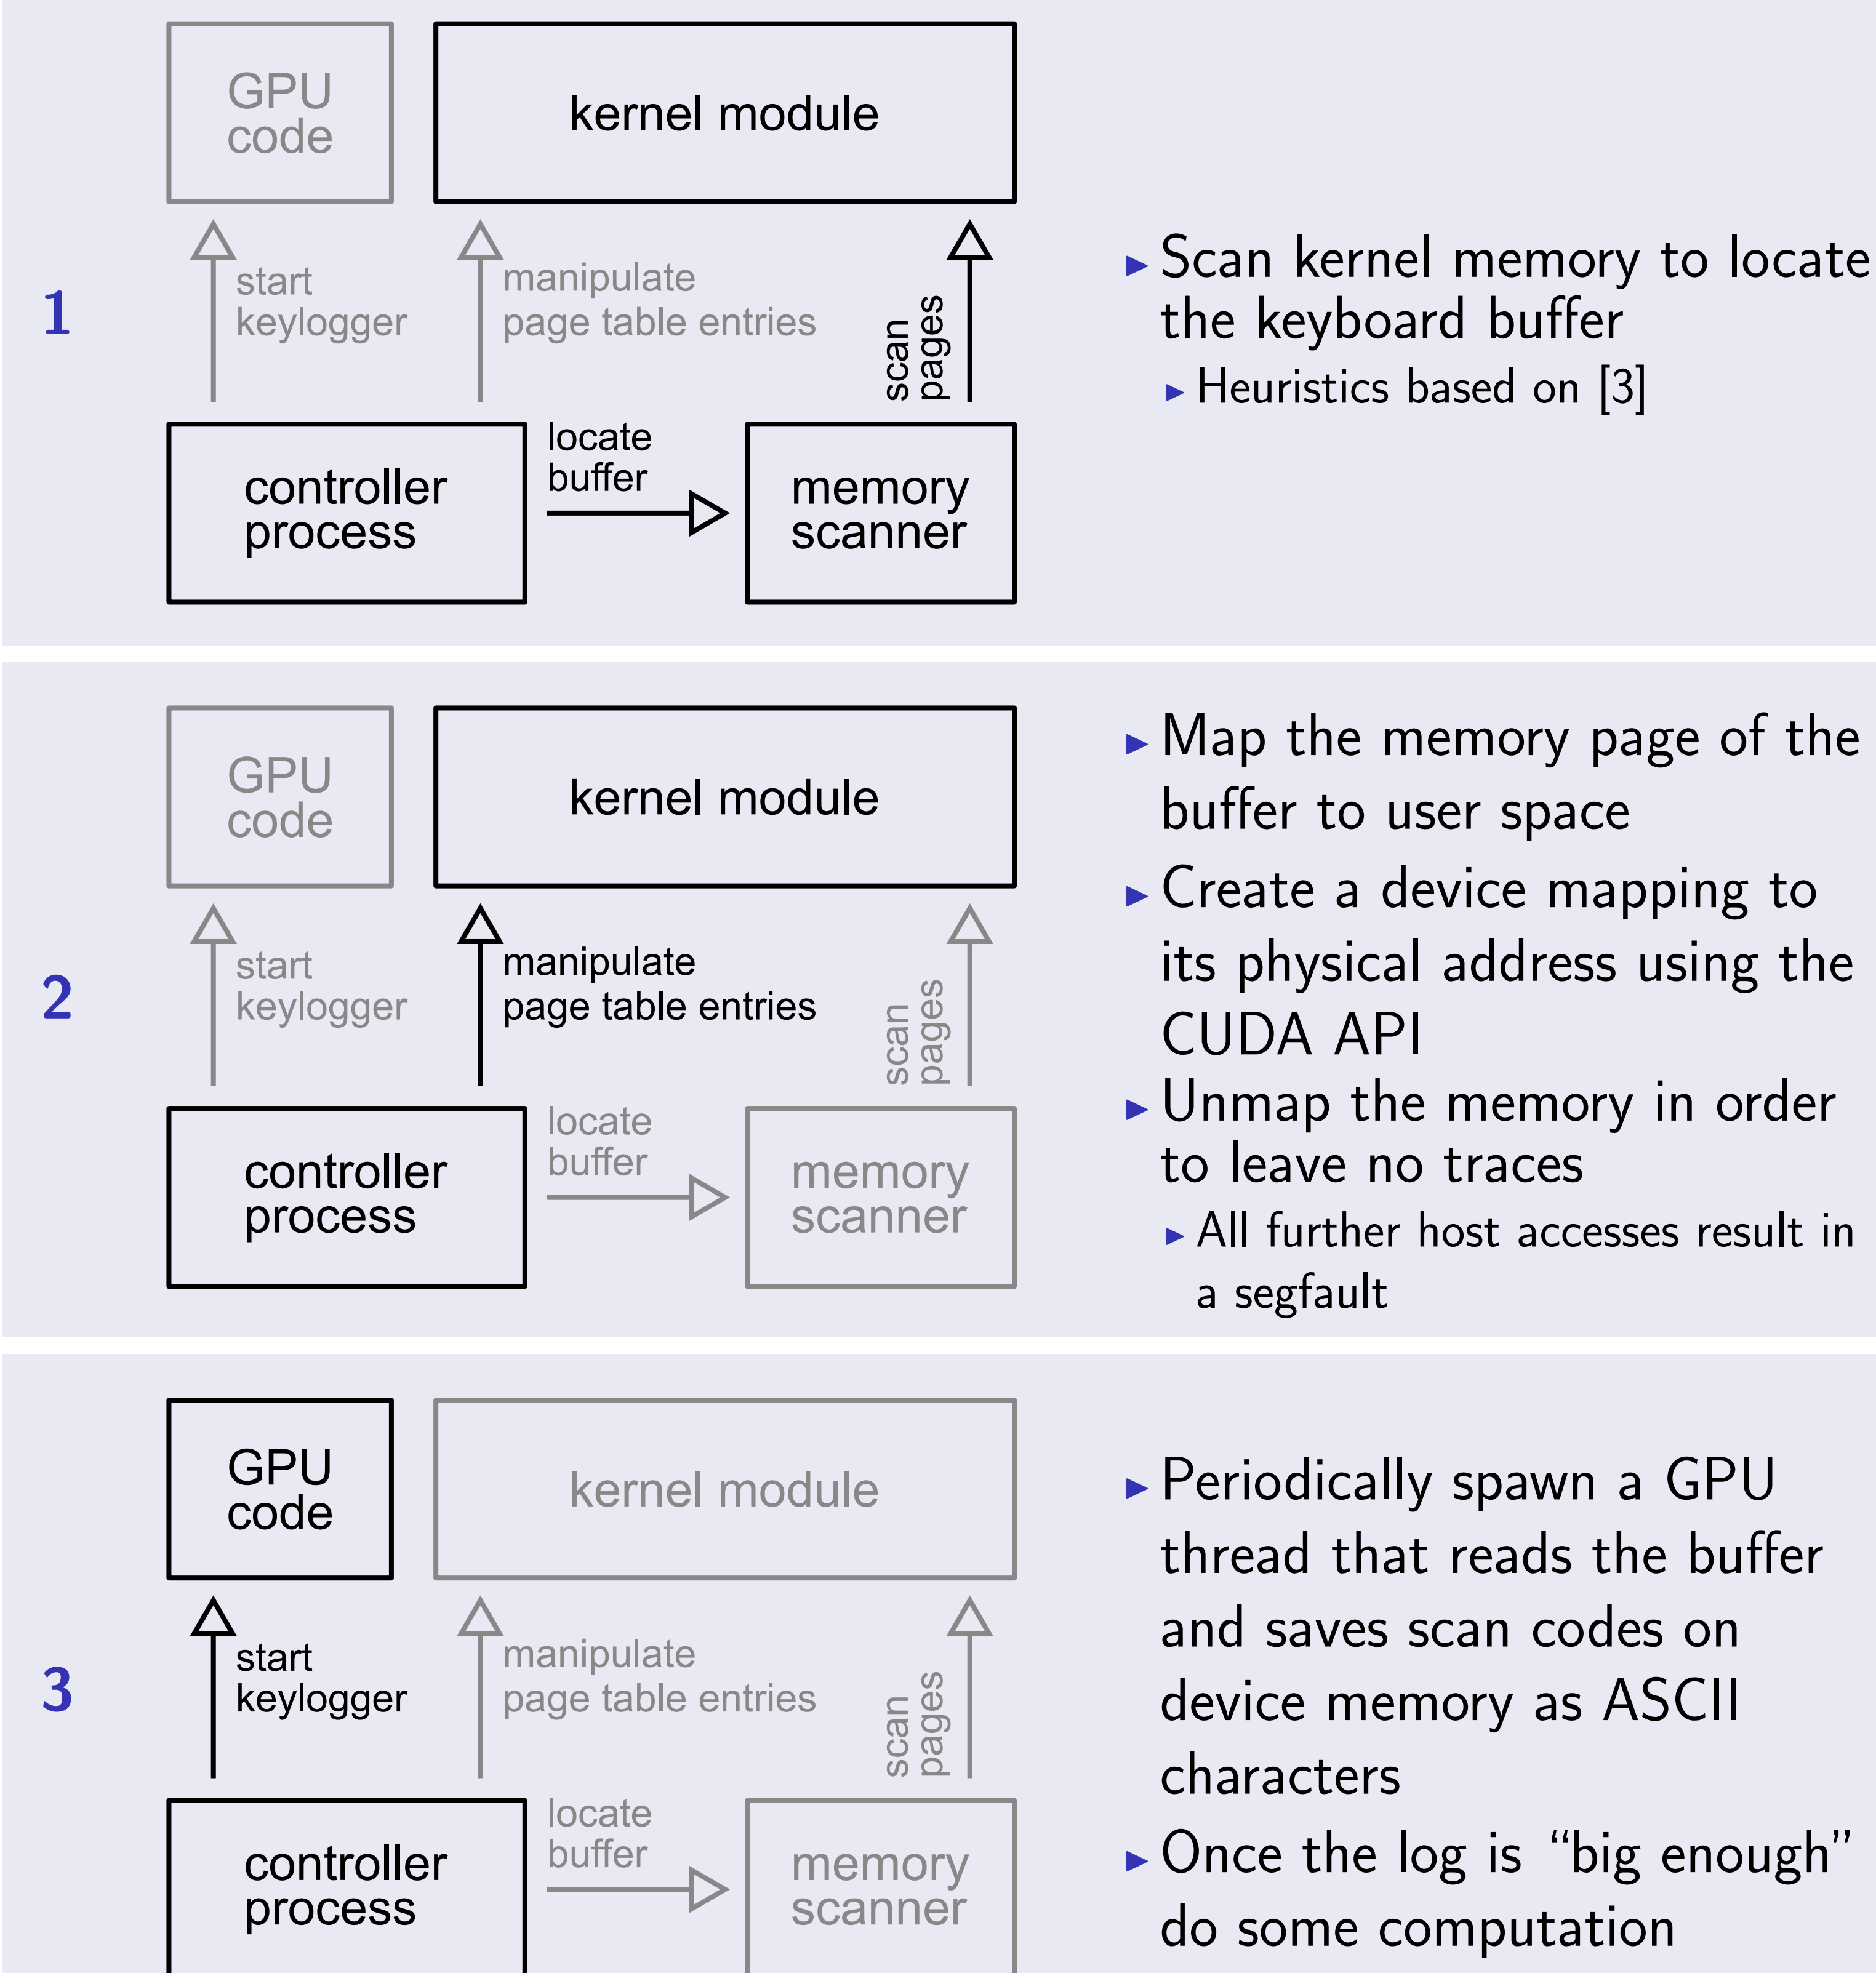 GPU
code
kernel module
1
start
keylogger
manipulate
page table entries
scan
pages
locate
buffer
controller
process
memory
scanner
▸ Scan kernel memory to locate
the keyboard buffer
▸ Heuristics based on [3]
GPU
code
kernel module
2
start
keylogger
manipulate
page table entries
scan
pages
locate
buffer
controller
process
memory
scanner
▸ Map the memory page of the
buffer to user space
▸ Create a device mapping to
its physical address using the
CUDA API
▸ Unmap the memory in order
to leave no traces
▸ All further host accesses result in
a segfault
GPU
code
kernel module
3
start
keylogger
manipulate
page table entries
scan
pages
locate
buffer
controller
process
memory
scanner
▸ Periodically spawn a GPU
thread that reads the buffer
and saves scan codes on
device memory as ASCII
characters
▸ Once the log is “big enough”
do some computation